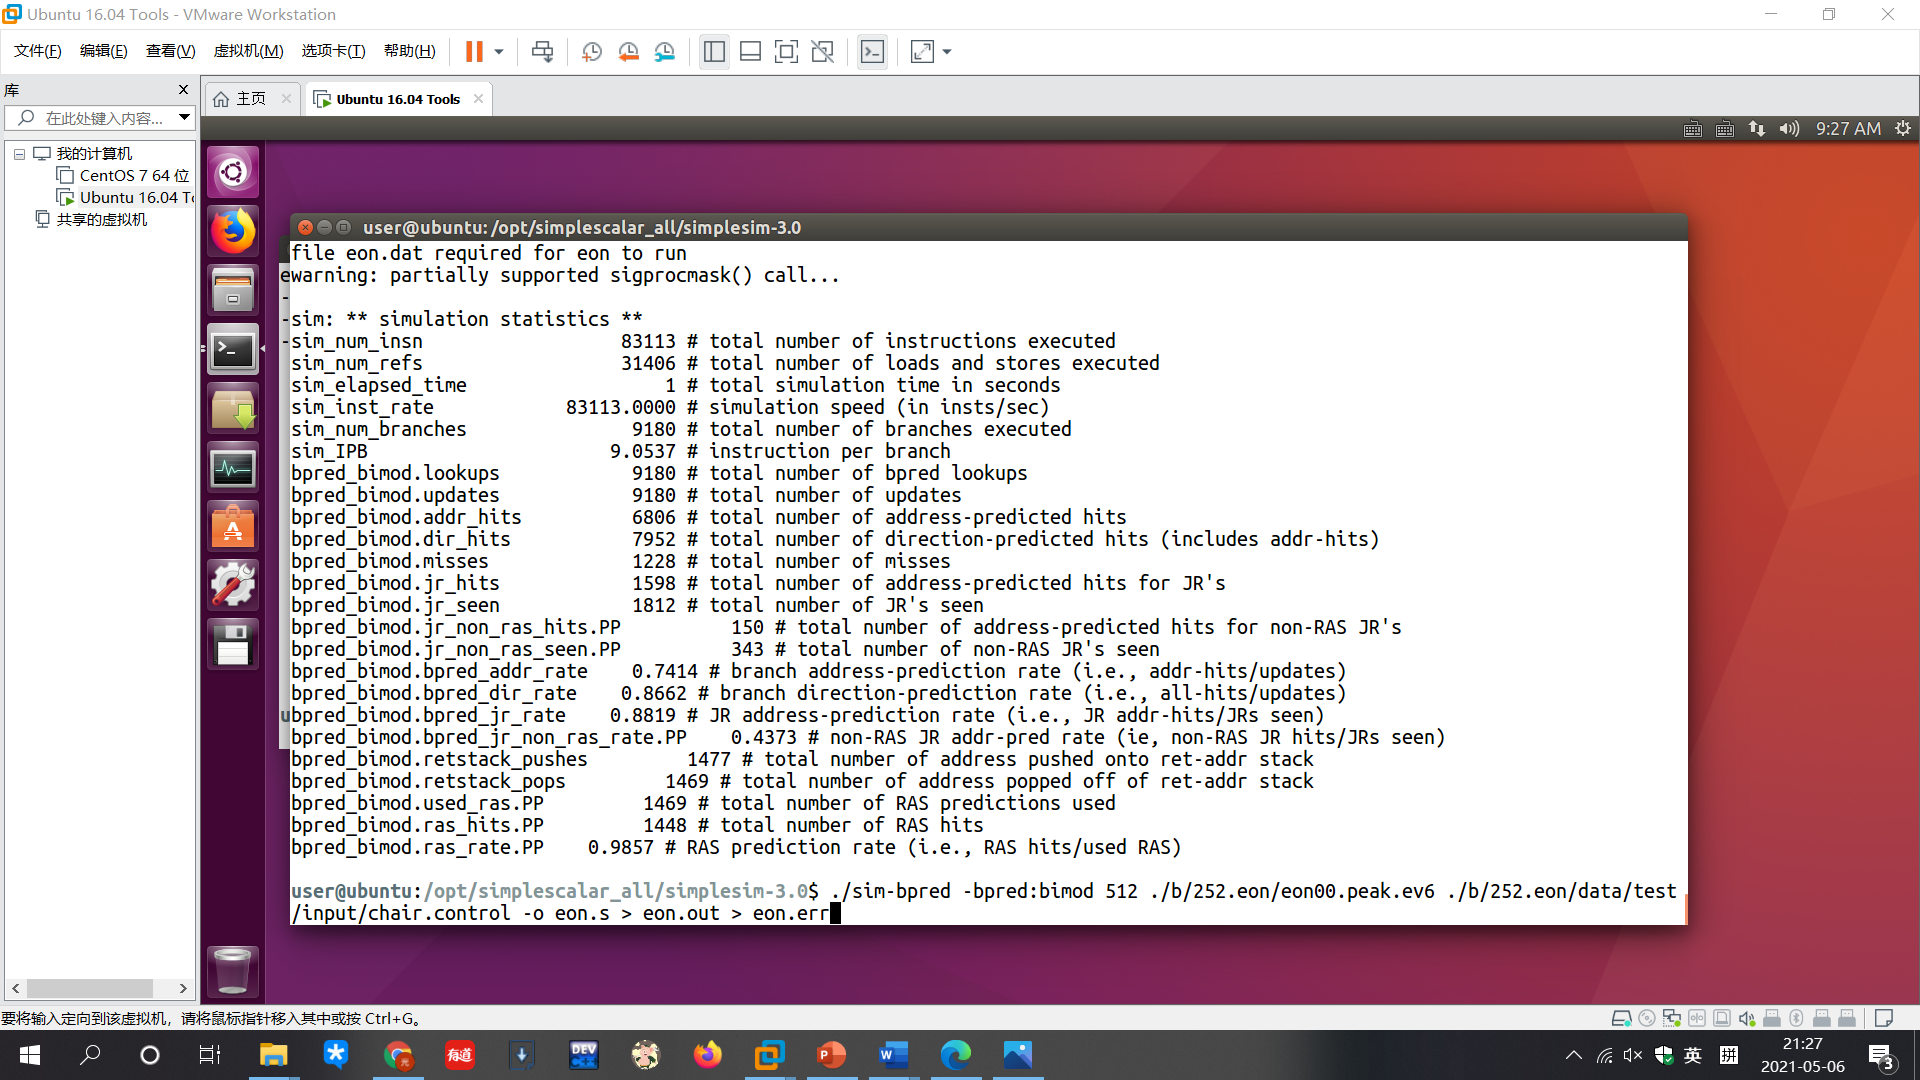 Ubuntu 16.04 Tools - VMware Workstation
文件(F) 编辑(E) 查看(V) 虚拟机(M) 选项卡(T) 帮助(H)
库
在此处键入内容...
主页
Ubuntu 16.04 Tools
9:27 AM
我的计算机
CentOS 7 64 位
Ubuntu 16.04 To
共享的虚拟机
user@ubuntu: /opt/simplescalar_all/simplesim-3.0
file eon.dat required for eon to run
ewarning: partially supported sigprocmask() call...
sim: ** simulation statistics **
sim_num_insn 83113 # total number of instructions executed
sim_num_refs 31406 # total number of loads and stores executed
sim_elapsed_time 1 # total simulation time in seconds
sim_inst_rate 83113.0000 # simulation speed (in insts/sec)
sim_num_branches 9180 # total number of branches executed
sim_IPB 9.0537 # instruction per branch
bpred_bimod.lookups 9180 # total number of bpred lookups
bpred_bimod.updates 9180 # total number of updates
bpred_bimod.addr_hits 6806 # total number of address-predicted hits
bpred_bimod.dir_hits 7952 # total number of direction-predicted hits (includes addr-hits)
bpred_bimod.misses 1228 # total number of misses
bpred_bimod.jr_hits 1598 # total number of address-predicted hits for JR's
bpred_bimod.jr_seen 1812 # total number of JR's seen
bpred_bimod.jr_non_ras_hits.PP 150 # total number of address-predicted hits for non-RAS JR's
bpred_bimod.jr_non_ras_seen.PP 343 # total number of non-RAS JR's seen
bpred_bimod.bpred_addr_rate 0.7414 # branch address-prediction rate (i.e., addr-hits/updates)
bpred_bimod.bpred_dir_rate 0.8662 # branch direction-prediction rate (i.e., all-hits/updates)
bpred_bimod.bpred_jr_rate 0.8819 # JR address-prediction rate (i.e., JR addr-hits/JRs seen)
bpred_bimod.bpred_jr_non_ras_rate.PP 0.4373 # non-RAS JR addr-pred rate (ie, non-RAS JR hits/JRs seen)
bpred_bimod.retstack_pushes 1477 # total number of address pushed onto ret-addr stack
bpred_bimod.retstack_pops 1469 # total number of address popped off of ret-addr stack
bpred_bimod.used_ras.PP 1469 # total number of RAS predictions used
bpred_bimod.ras_hits.PP 1448 # total number of RAS hits
bpred_bimod.ras_rate.PP 0.9857 # RAS prediction rate (i.e., RAS hits/used RAS)
user@ubuntu:/opt/simplescalar_all/simplesim-3.0$ ./sim-bpred -bpred:bimod 512 ./b/252.eon/eon00.peak.ev6 ./b/252.eon/data/test
/input/chair.control -o eon.s > eon.out > eon.err
要将输入定向到该虚拟机，请将鼠标指针移入其中或按 Ctrl+G。
有道
DEV
C++
英
拼
21:27
2021-05-06
3